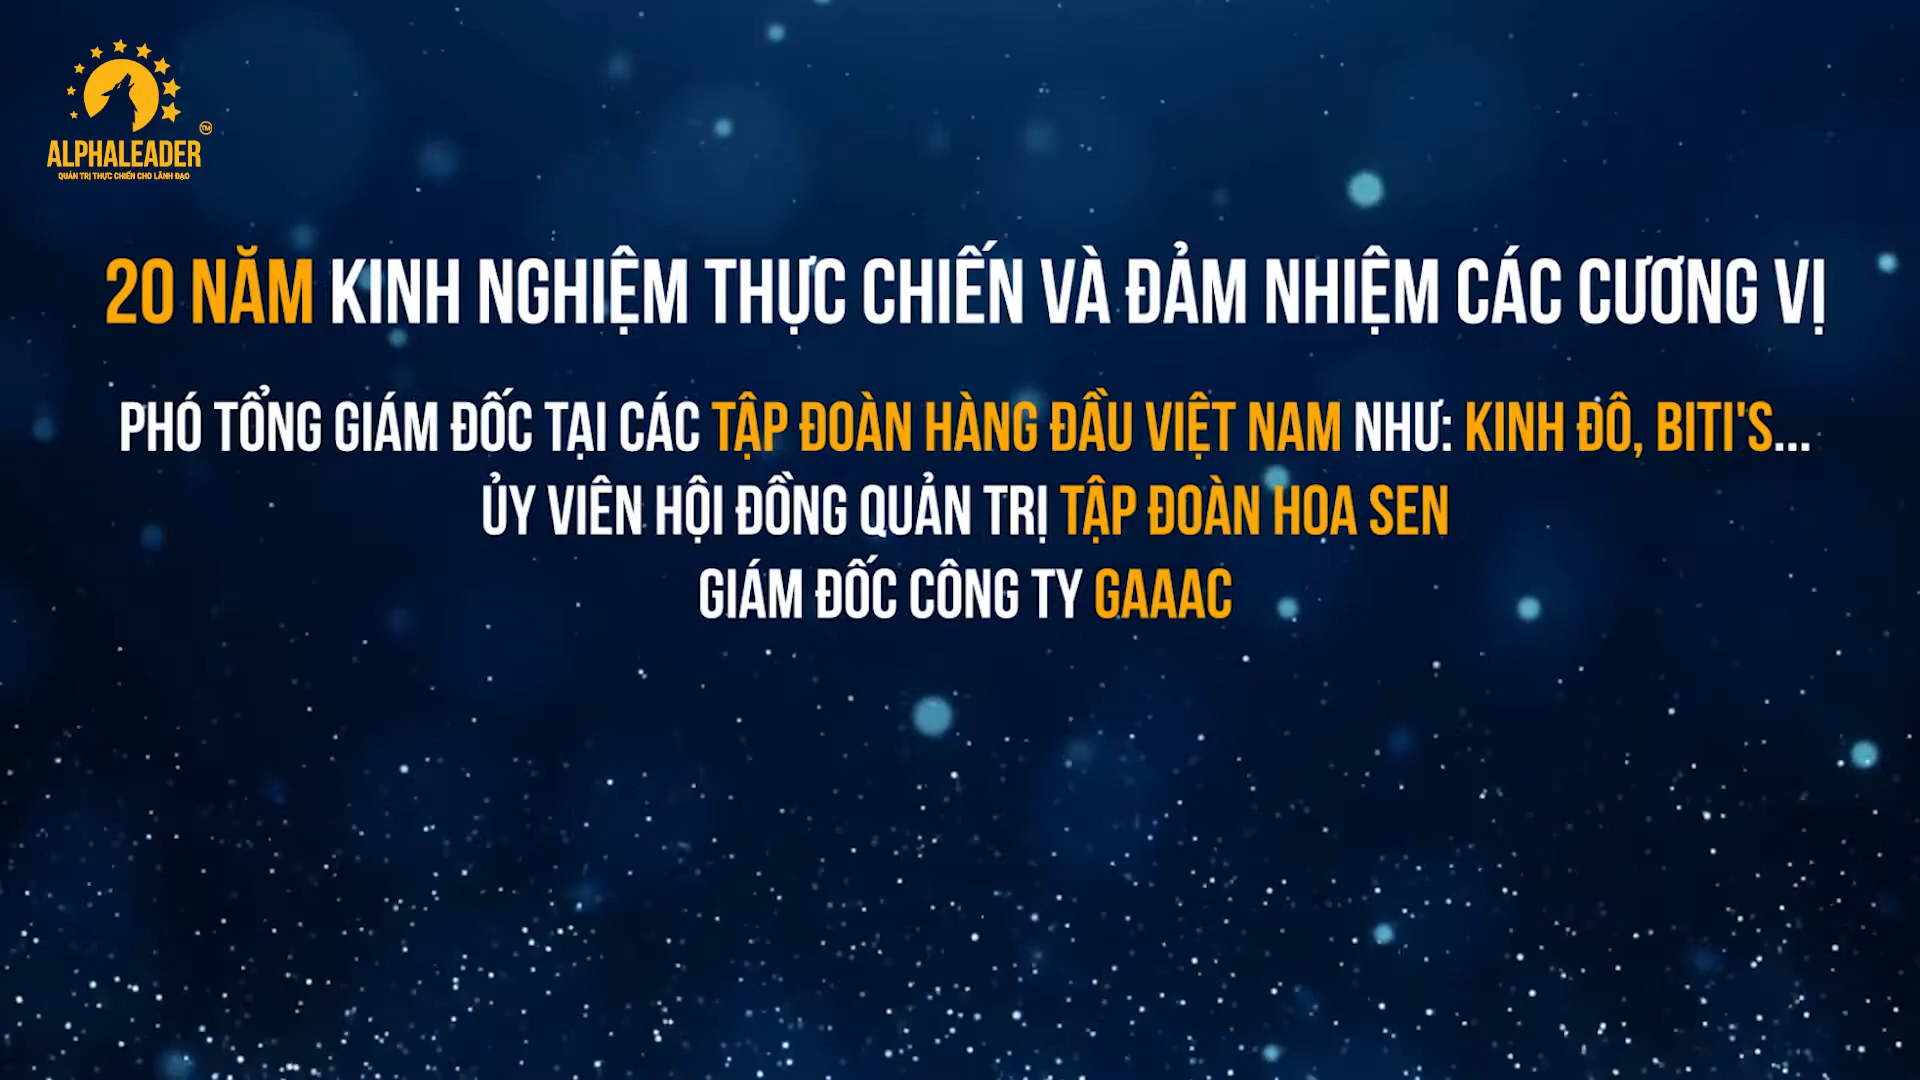 ALPHALEADER
TM
QUẢN TRỊ THỰC CHIẾN CHO LÃNH ĐẠO
20 NĂM KINH NGHIỆM THỰC CHIẾN VÀ ĐẢM NHIỆM CÁC CƯƠNG VỊ
PHÓ TỔNG GIÁM ĐỐC TẠI CÁC TẬP ĐOÀN HÀNG ĐẦU VIỆT NAM NHƯ: KINH ĐÔ, BITI'S...
ỦY VIÊN HỘI ĐỒNG QUẢN TRỊ TẬP ĐOÀN HOA SEN
GIÁM ĐỐC CÔNG TY GAAAC